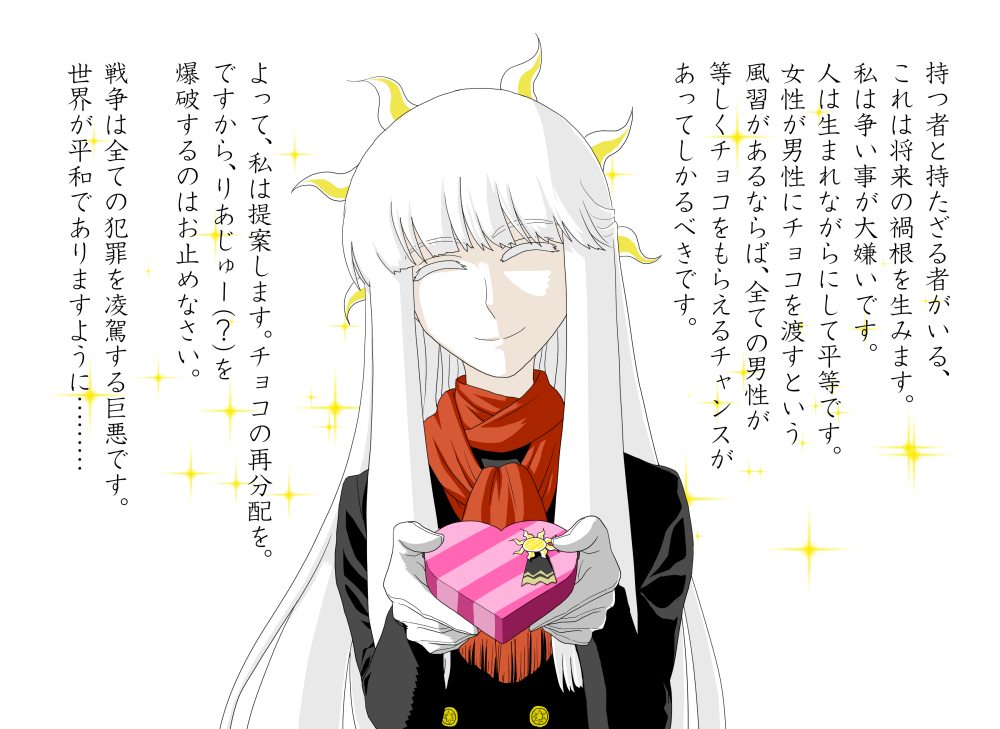 持つ者と持たざる者がいる、
これは将来の禍根を生みます。
私は争い事が大嫌いです。
人は生まれながらにして平等です。
女性が男性にチョコを渡すという
風習があるならば、全ての男性が
等しくチョコをもらえるチャンスが
あってしかるべきです。
よって、私は提案します。チョコの再分配を。
ですから、りあじゅー(?)を
爆破するのはお止めなさい。
戦争は全ての犯罪を凌駕する巨悪です。
世界が平和でありますように………